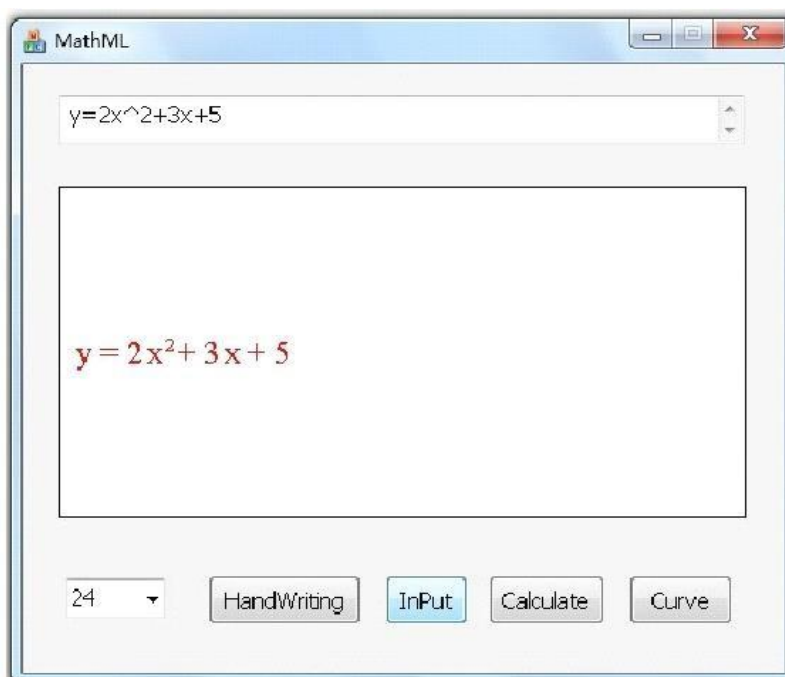 MathML
y=2x^2+3x+5
y = 2x²+ 3x + 5
24 HandWriting InPut Calculate Curve